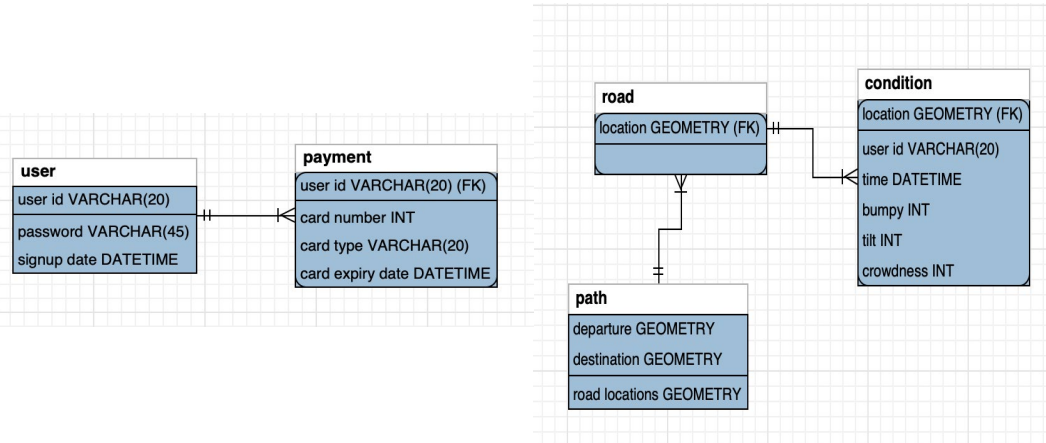 user
user id VARCHAR(20)
password VARCHAR(45)
signup date DATETIME
payment
user id VARCHAR(20) (FK)
card number INT
card type VARCHAR(20)
card expiry date DATETIME
road
location GEOMETRY (FK)
condition
location GEOMETRY (FK)
user id VARCHAR(20)
time DATETIME
bumpy INT
tilt INT
crowdness INT
path
departure GEOMETRY
destination GEOMETRY
road locations GEOMETRY